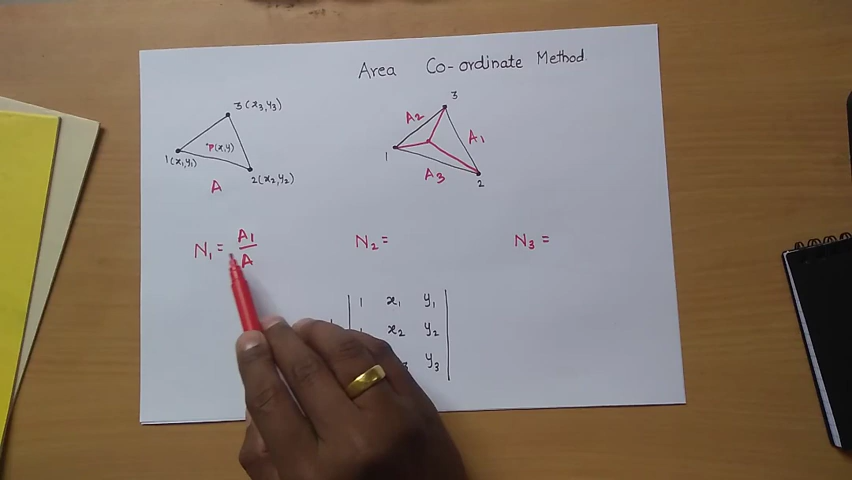 Area Co-ordinate Method
3 (x₃,y₃)
P(x,y)
1(x₁,y₁)
2(x₂,y₂)
A
3
A₂
A₁
1
A₃
2
N₁ = A₁/A
N₂ =
N₃ =
1 x₁ y₁
x₂ y₂
y₃